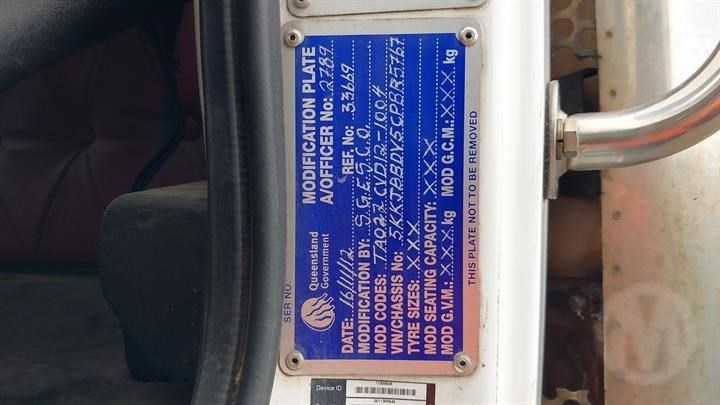 SER NO.
Queensland
Government
MODIFICATION PLATE
A/OFFICER No: 2789
DATE: 16/11/12 REF. No: 33669
MODIFICATION BY: S.G.E.S.CO.
MOD CODES: TAO27 CVD12-1004
VIN/CHASSIS No:
TYRE SIZES: XXX
MOD SEATING CAPACITY: XXX
MOD G.V.M.: XXX kg MOD G.C.M.: XXX kg
THIS PLATE NOT TO BE REMOVED
Device ID